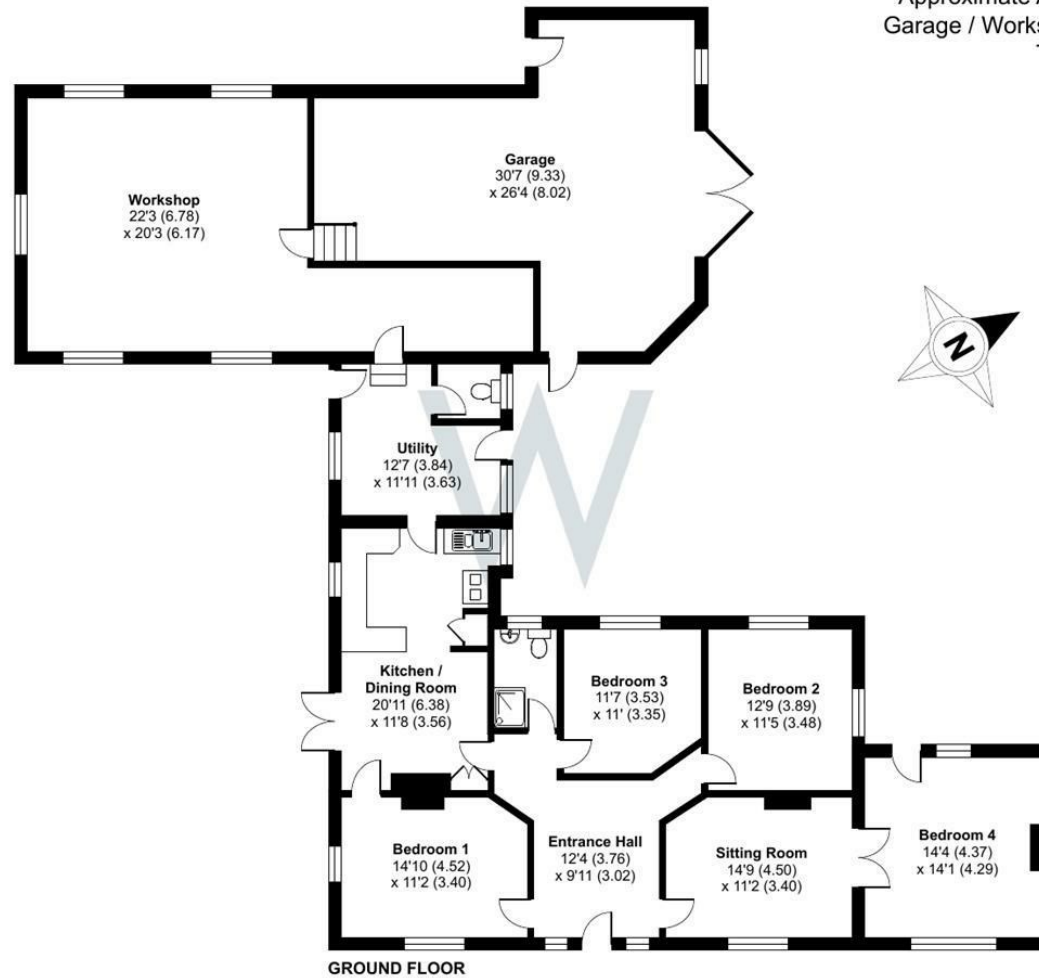 Approximate
Garage / Works
Garage
30'7 (9.33)
x 26'4 (8.02)
Workshop
22'3 (6.78)
x 20'3 (6.17)
N
W
Utility
12'7 (3.84)
x 11'11 (3.63)
Kitchen /
Dining Room
20'11 (6.38)
x 11'8 (3.56)
Bedroom 3
11'7 (3.53)
x 11' (3.35)
Bedroom 2
12'9 (3.89)
x 11'5 (3.48)
Bedroom 1
14'10 (4.52)
x 11'2 (3.40)
Entrance Hall
12'4 (3.76)
x 9'11 (3.02)
Sitting Room
14'9 (4.50)
x 11'2 (3.40)
Bedroom 4
14'4 (4.37)
x 14'1 (4.29)
GROUND FLOOR